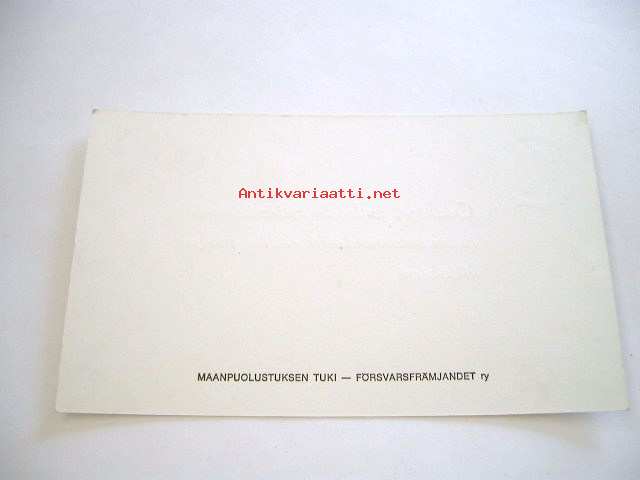 Antikvariaatti.net
MAANPUOLUSTUKSEN TUKI — FÖRSVARSFRÄMJANDET ry